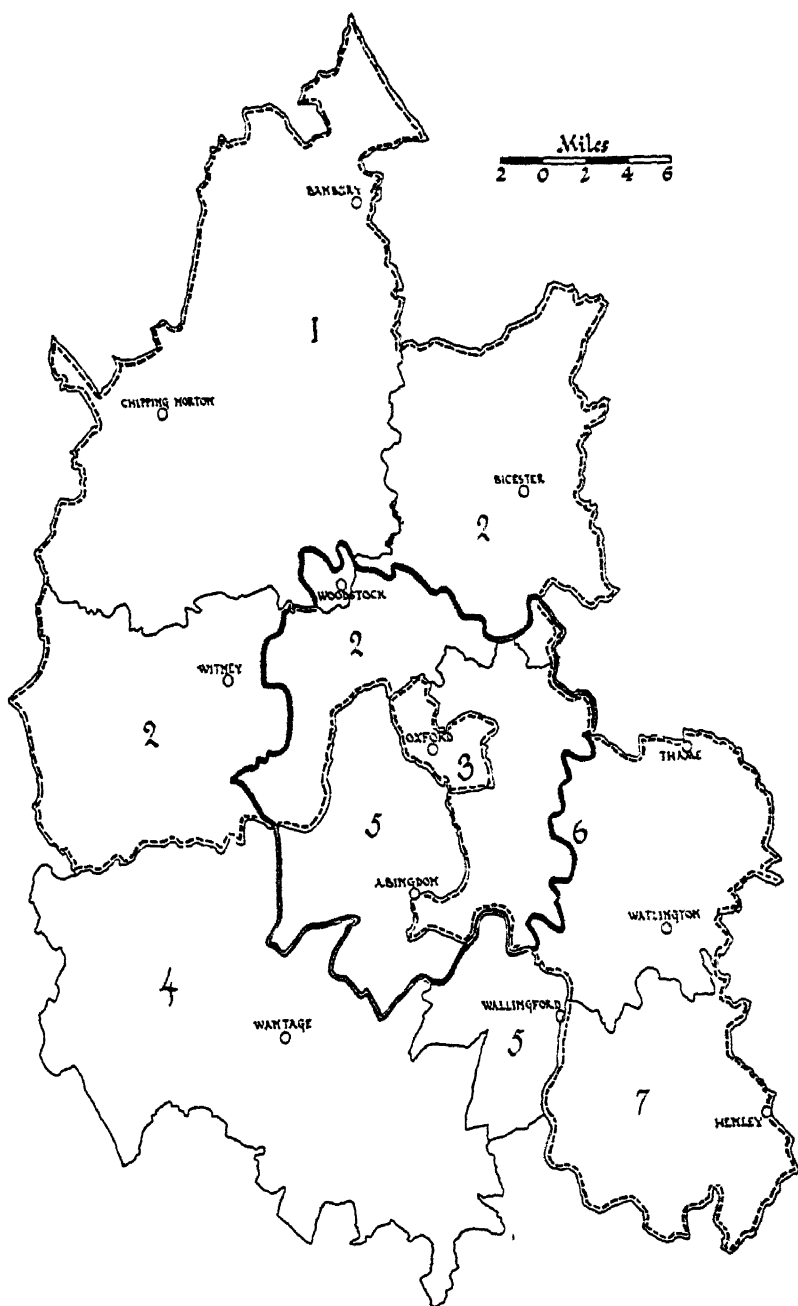 Miles
2 0 2 4 6
BANBURY
1
CHIPPING NORTON
BICESTER
2
WOODSTOCK
2
WITNEY
2
OXFORD
3
THAME
5
6
ABINGDON
WATLINGTON
4
WALLINGFORD
WANTAGE
5
7
HENLEY